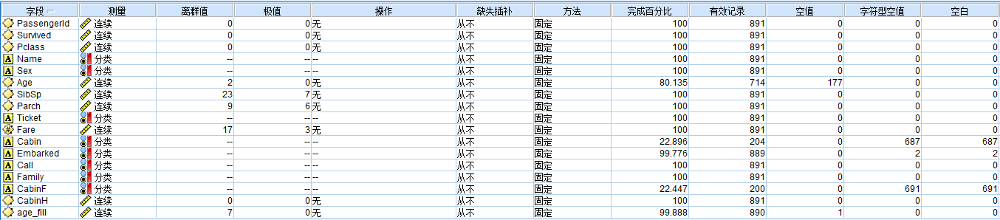 字段 测量 离群值 极值 操作 缺失插补 方法 完成百分比 有效记录 空值 字符型空值 空白
PassengerId 连续 0 0 无 从不 固定 100 891 0 0 0
Survived 连续 0 0 无 从不 固定 100 891 0 0 0
Pclass 连续 0 0 无 从不 固定 100 891 0 0 0
A Name 分类 -- -- -- 从不 固定 100 891 0 0 0
A Sex 分类 -- -- -- 从不 固定 100 891 0 0 0
Age 连续 2 0 无 从不 固定 80.135 714 177 0 0
SibSp 连续 23 7 无 从不 固定 100 891 0 0 0
Parch 连续 9 6 无 从不 固定 100 891 0 0 0
A Ticket 分类 -- -- -- 从不 固定 100 891 0 0 0
# Fare 连续 17 3 无 从不 固定 100 891 0 0 0
A Cabin 分类 -- -- -- 从不 固定 22.896 204 0 687 687
A Embarked 分类 -- -- -- 从不 固定 99.776 889 0 2 2
A Call 分类 -- -- -- 从不 固定 100 891 0 0 0
A Family 分类 -- -- -- 从不 固定 100 891 0 0 0
A CabinF 分类 -- -- -- 从不 固定 22.447 200 0 691 691
CabinH 连续 0 0 无 从不 固定 100 891 0 0 0
age_fill 连续 7 0 无 从不 固定 99.888 890 1 0 0